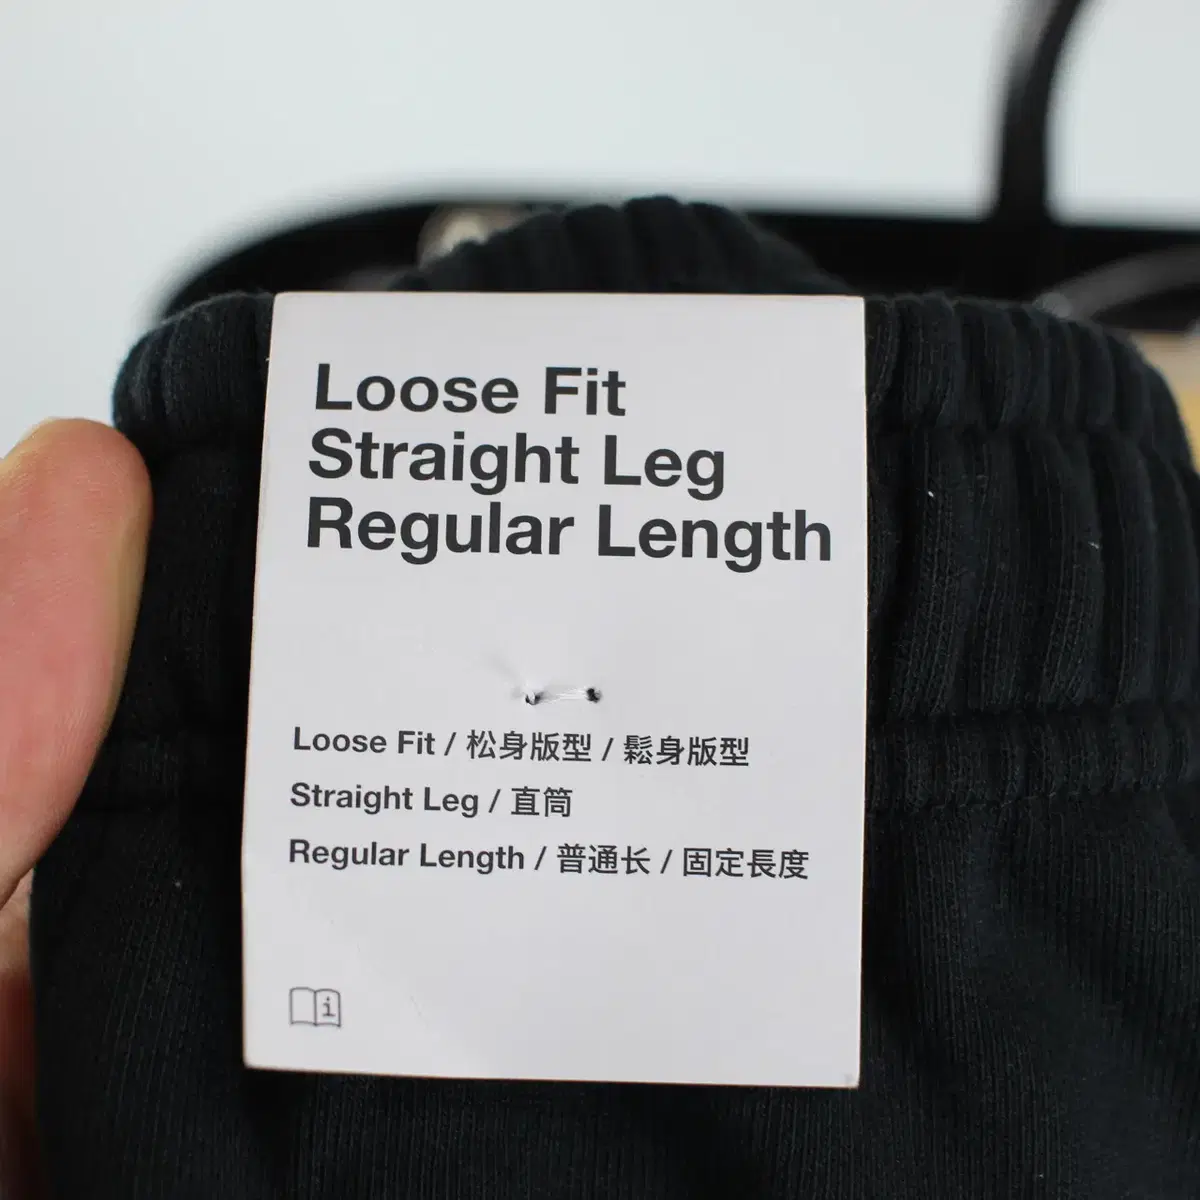 Loose Fit
Straight Leg
Regular Length
Loose Fit / 松身版型 / 鬆身版型
Straight Leg / 直筒
Regular Length / 普通长 / 固定長度
i